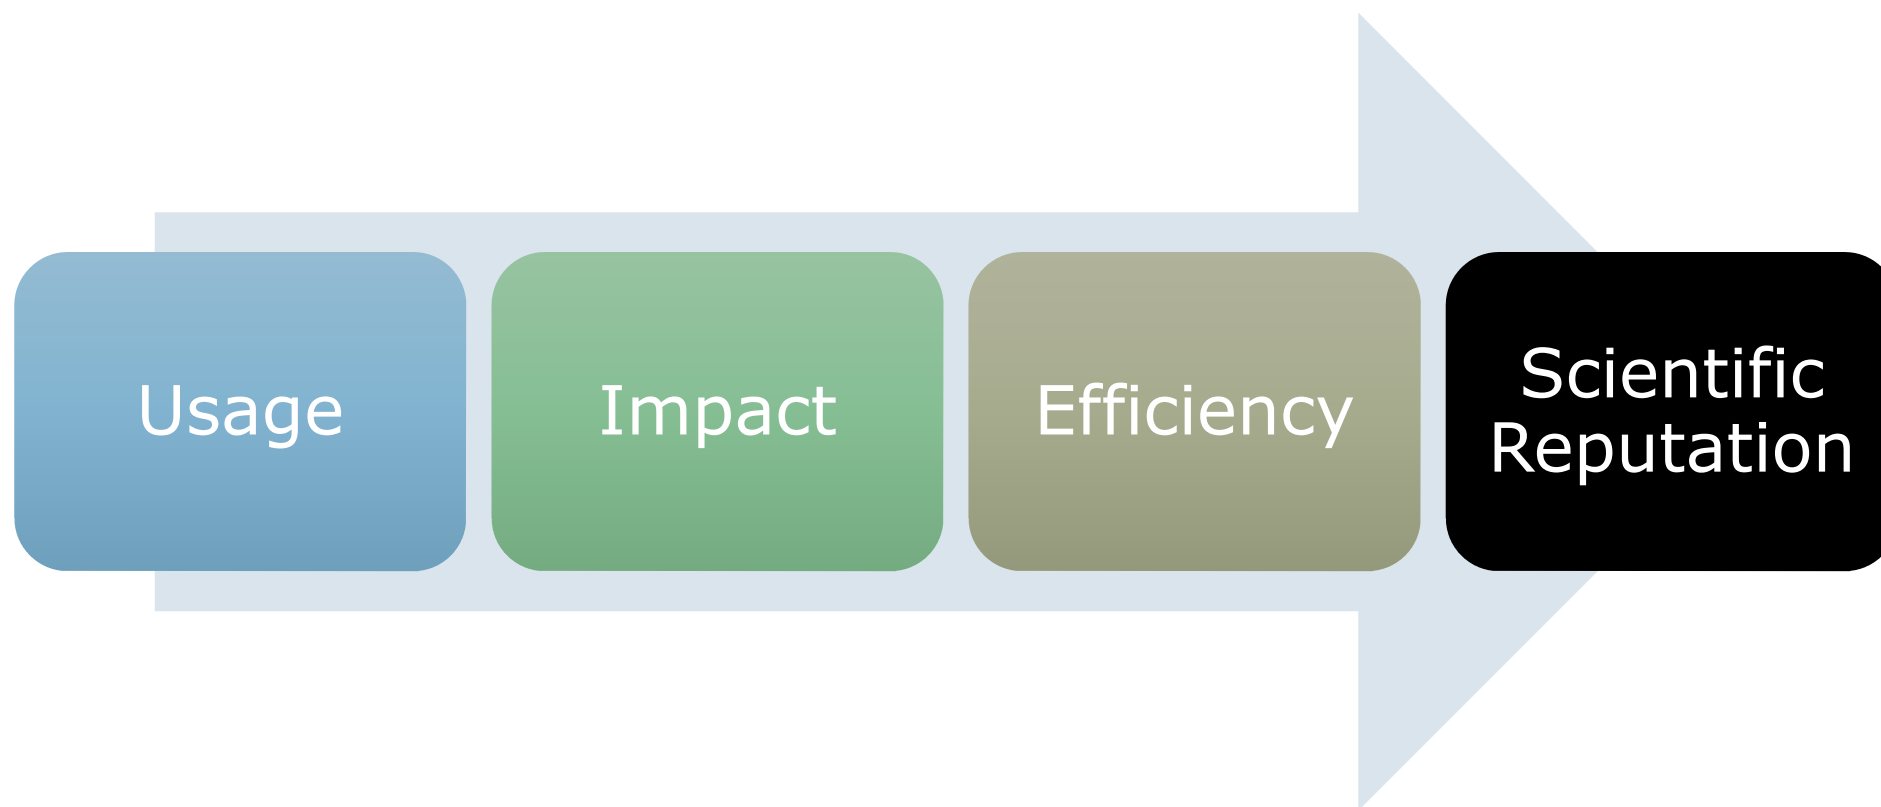 Usage
Impact
Efficiency
Scientific
Reputation